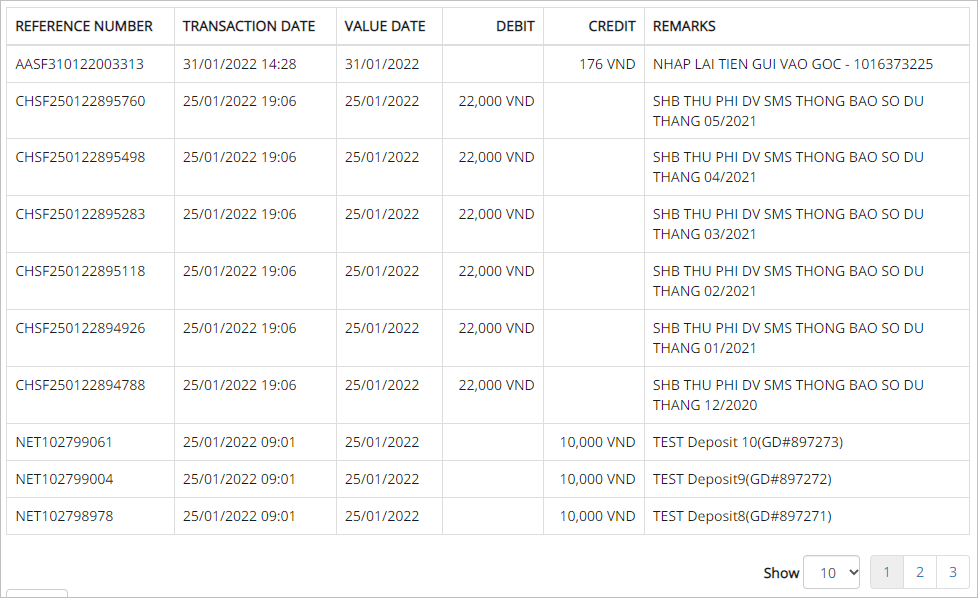 REFERENCE NUMBER TRANSACTION DATE VALUE DATE DEBIT CREDIT REMARKS
AASF310122003313 31/01/2022 14:28 31/01/2022 176 VND NHAP LAI TIEN GUI VAO GOC - 1016373225
CHSF250122895760 25/01/2022 19:06 25/01/2022 22,000 VND SHB THU PHI DV SMS THONG BAO SO DU
THANG 05/2021
CHSF250122895498 25/01/2022 19:06 25/01/2022 22,000 VND SHB THU PHI DV SMS THONG BAO SO DU
THANG 04/2021
CHSF250122895283 25/01/2022 19:06 25/01/2022 22,000 VND SHB THU PHI DV SMS THONG BAO SO DU
THANG 03/2021
CHSF250122895118 25/01/2022 19:06 25/01/2022 22,000 VND SHB THU PHI DV SMS THONG BAO SO DU
THANG 02/2021
CHSF250122894926 25/01/2022 19:06 25/01/2022 22,000 VND SHB THU PHI DV SMS THONG BAO SO DU
THANG 01/2021
CHSF250122894788 25/01/2022 19:06 25/01/2022 22,000 VND SHB THU PHI DV SMS THONG BAO SO DU
THANG 12/2020
NET102799061 25/01/2022 09:01 25/01/2022 10,000 VND TEST Deposit 10(GD#897273)
NET102799004 25/01/2022 09:01 25/01/2022 10,000 VND TEST Deposit9(GD#897272)
NET102798978 25/01/2022 09:01 25/01/2022 10,000 VND TEST Deposit8(GD#897271)
Show 10 1 2 3